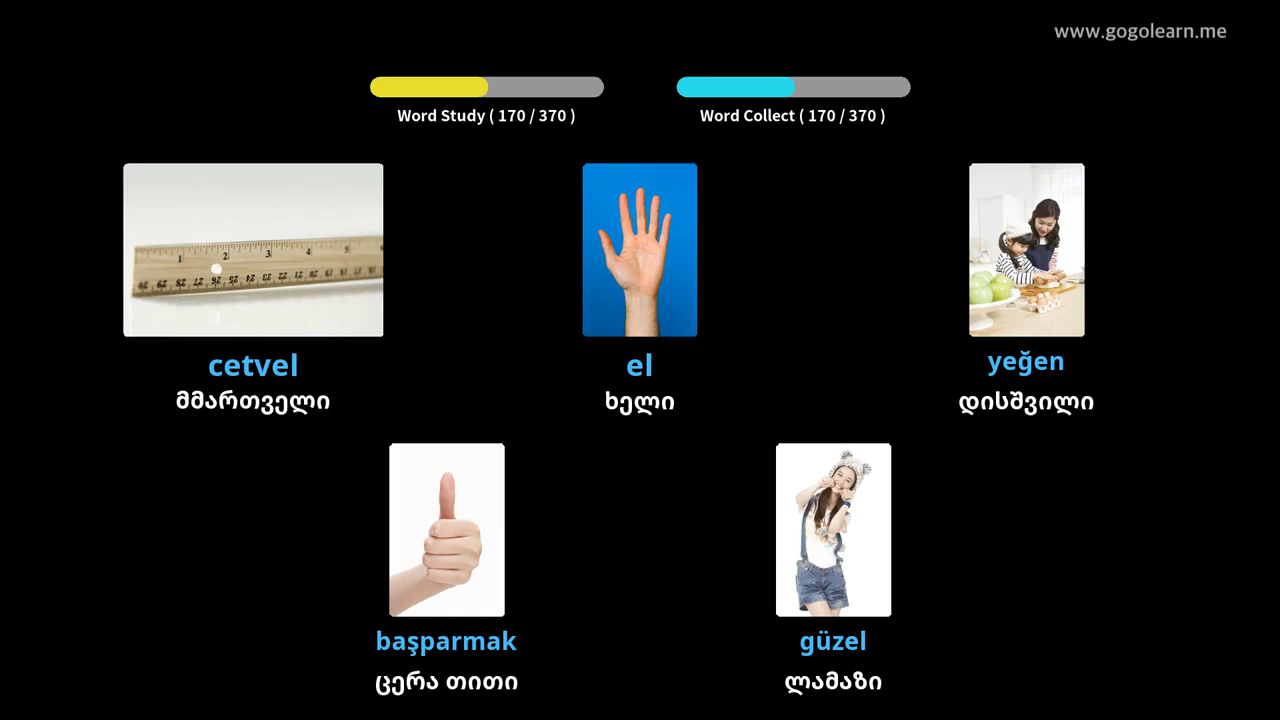 www.gogolearn.me
Word Study ( 170 / 370 )
Word Collect ( 170 / 370 )
cetvel
მმართველი
el
ხელი
yeğen
დისშვილი
başparmak
ცერა თითი
güzel
ლამაზი